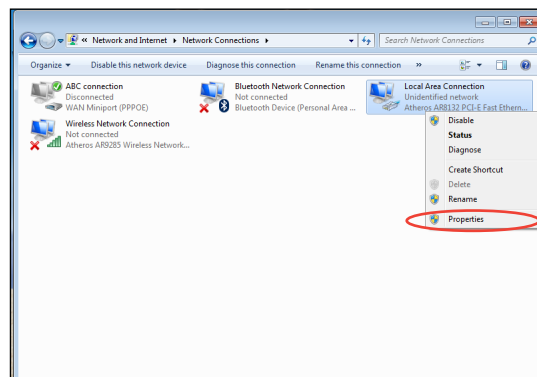 « Network and Internet Network Connections
Search Network Connections
Organize Disable this network device Diagnose this connection Rename this connection »
ABC connection
Disconnected
WAN Miniport (PPPOE)
Bluetooth Network Connection
Not connected
Bluetooth Device (Personal Area ...
Local Area Connection
Unidentified network
Atheros AR8132 PCI-E Fast Ethern...
Wireless Network Connection
Not connected
Atheros AR9285 Wireless Network...
Disable
Status
Diagnose
Create Shortcut
Delete
Rename
Properties